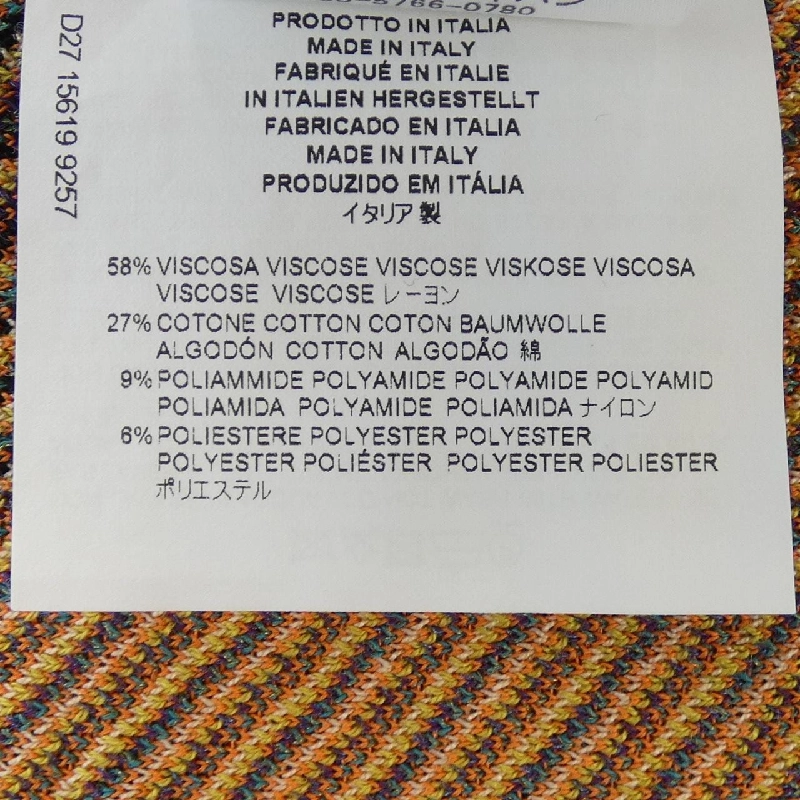 PRODOTTO IN ITALIA
MADE IN ITALY
FABRIQUÉ EN ITALIE
IN ITALIEN HERGESTELLT
FABRICADO EN ITALIA
MADE IN ITALY
PRODUZIDO EM ITÁLIA
イタリア製
58% VISCOSA VISCOSE VISCOSE VISKOSE VISCOSA
VISCOSE VISCOSE レーヨン
27% COTONE COTTON COTON BAUMWOLLE
ALGODÓN COTTON ALGODÃO 綿
9% POLIAMMIDE POLYAMIDE POLYAMIDE POLYAMID
POLIAMIDA POLYAMIDE POLIAMIDA ナイロン
6% POLIESTERE POLYESTER POLYESTER
POLYESTER POLIÉSTER POLYESTER POLIESTER
ポリエステル
D27 15619 9257